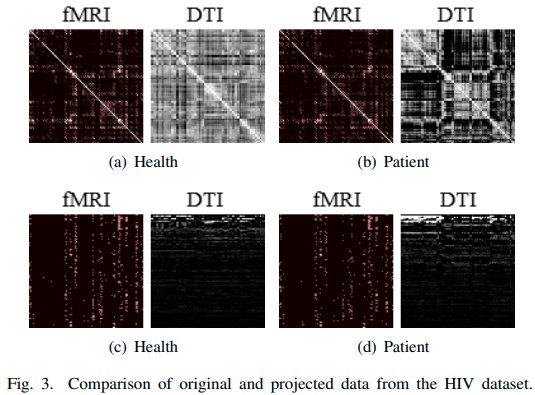 fMRI DTI fMRI DTI
(a) Health (b) Patient
fMRI DTI fMRI DTI
(c) Health (d) Patient
Fig. 3. Comparison of original and projected data from the HIV dataset.